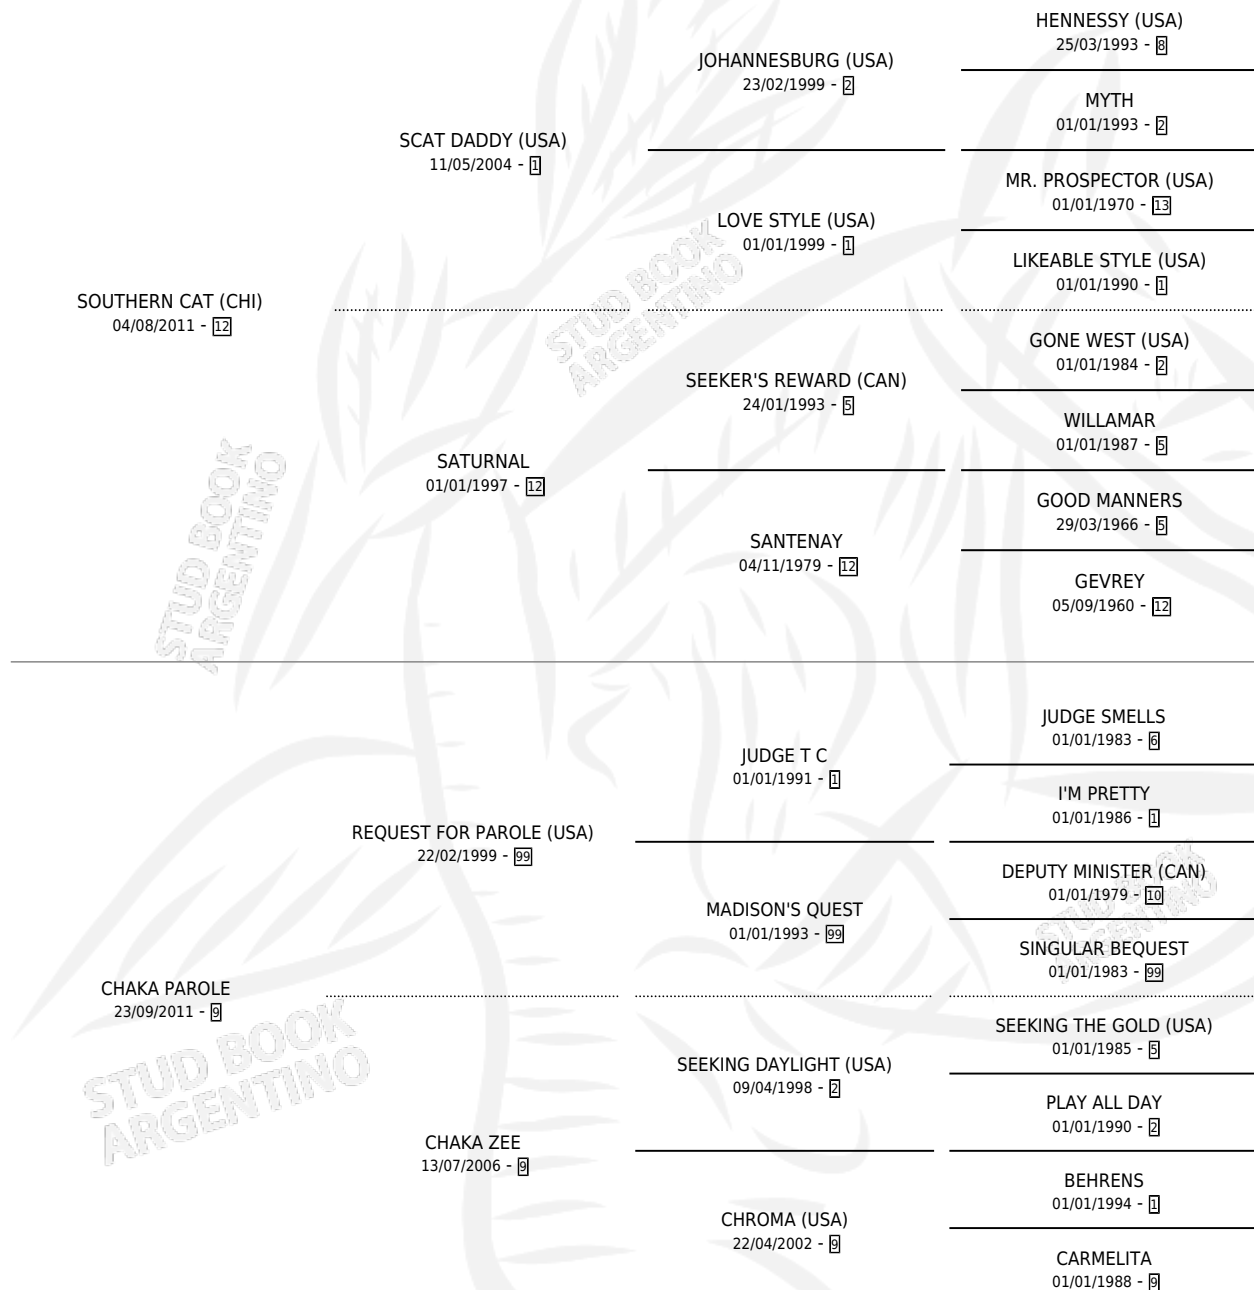 HENNESSY (USA)
25/03/1993 - 8
JOHANNESBURG (USA)
23/02/1999 - 2
MYTH
01/01/1993 - 2
SCAT DADDY (USA)
11/05/2004 - 1
MR. PROSPECTOR (USA)
01/01/1970 - 13
LOVE STYLE (USA)
01/01/1999 - 1
LIKEABLE STYLE (USA)
01/01/1990 - 1
SOUTHERN CAT (CHI)
04/08/2011 - 12
STUD BOOK
ARGENTINO
GONE WEST (USA)
01/01/1984 - 2
SEEKER'S REWARD (CAN)
24/01/1993 - 5
WILLAMAR
01/01/1987 - 5
SATURNAL
01/01/1997 - 12
GOOD MANNERS
29/03/1966 - 5
SANTENAY
04/11/1979 - 12
GEVREY
05/09/1960 - 12
STUD BOOK
ARGENTINO
JUDGE SMELLS
01/01/1983 - 6
JUDGE T C
01/01/1991 - 1
I'M PRETTY
01/01/1986 - 1
REQUEST FOR PAROLE (USA)
22/02/1999 - 99
DEPUTY MINISTER (CAN)
01/01/1979 - 10
MADISON'S QUEST
01/01/1993 - 99
STUD BOOK
ARGENTINO
SINGULAR BEQUEST
01/01/1983 - 99
CHAKA PAROLE
23/09/2011 - 9
SEEKING THE GOLD (USA)
01/01/1985 - 5
SEEKING DAYLIGHT (USA)
09/04/1998 - 2
STUD BOOK
ARGENTINO
PLAY ALL DAY
01/01/1990 - 2
CHAKA ZEE
13/07/2006 - 9
BEHRENS
01/01/1994 - 1
CHROMA (USA)
22/04/2002 - 9
CARMELITA
01/01/1988 - 9